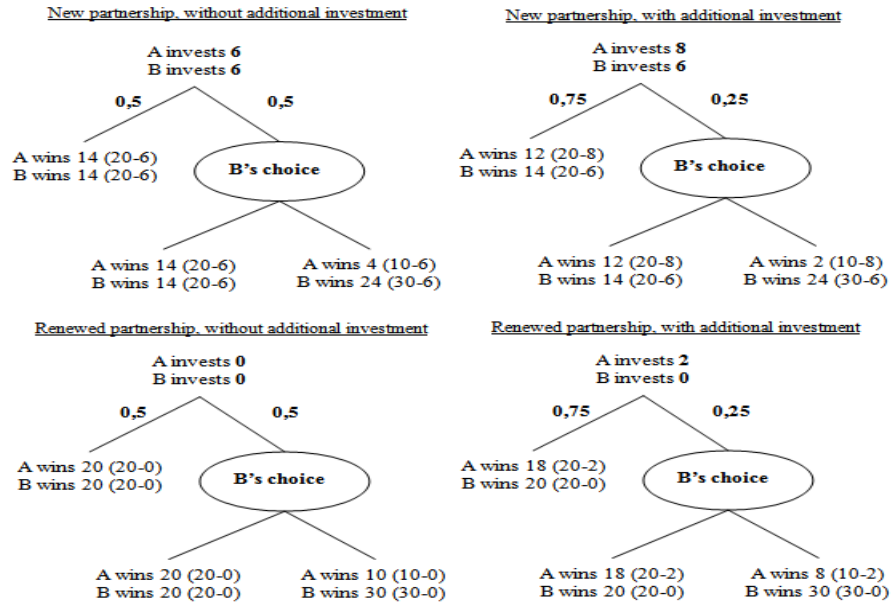 New partnership, without additional investment
A invests 6
B invests 6
0,5
0,5
A wins 14 (20-6)
B wins 14 (20-6)
B's choice
A wins 14 (20-6)
B wins 14 (20-6)
A wins 4 (10-6)
B wins 24 (30-6)
New partnership, with additional investment
A invests 8
B invests 6
0,75
0,25
A wins 12 (20-8)
B wins 14 (20-6)
B's choice
A wins 12 (20-8)
B wins 14 (20-6)
A wins 2 (10-8)
B wins 24 (30-6)
Renewed partnership, without additional investment
A invests 0
B invests 0
0,5
0,5
A wins 20 (20-0)
B wins 20 (20-0)
B's choice
A wins 20 (20-0)
B wins 20 (20-0)
A wins 10 (10-0)
B wins 30 (30-0)
Renewed partnership, with additional investment
A invests 2
B invests 0
0,75
0,25
A wins 18 (20-2)
B wins 20 (20-0)
B's choice
A wins 18 (20-2)
B wins 20 (20-0)
A wins 8 (10-2)
B wins 30 (30-0)